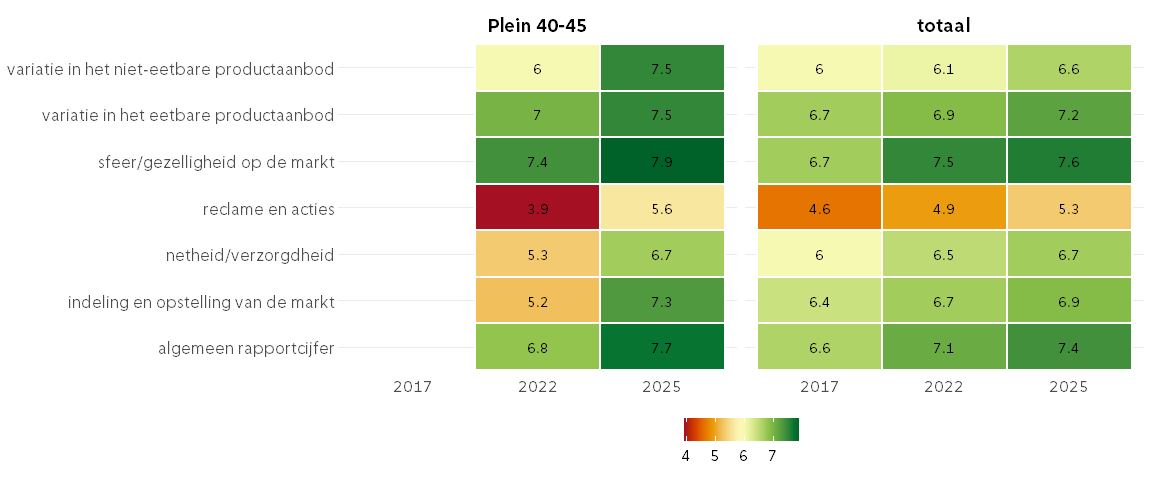 Plein 40-45 totaal
variatie in het niet-eetbare productaanbod 6 7.5 6 6.1 6.6
variatie in het eetbare productaanbod 7 7.5 6.7 6.9 7.2
sfeer/gezelligheid op de markt 7.4 7.9 6.7 7.5 7.6
reclame en acties 3.9 5.6 4.6 4.9 5.3
netheid/verzorgdheid 5.3 6.7 6 6.5 6.7
indeling en opstelling van de markt 5.2 7.3 6.4 6.7 6.9
algemeen rapportcijfer 6.8 7.7 6.6 7.1 7.4
2017 2022 2025 2017 2022 2025
4 5 6 7